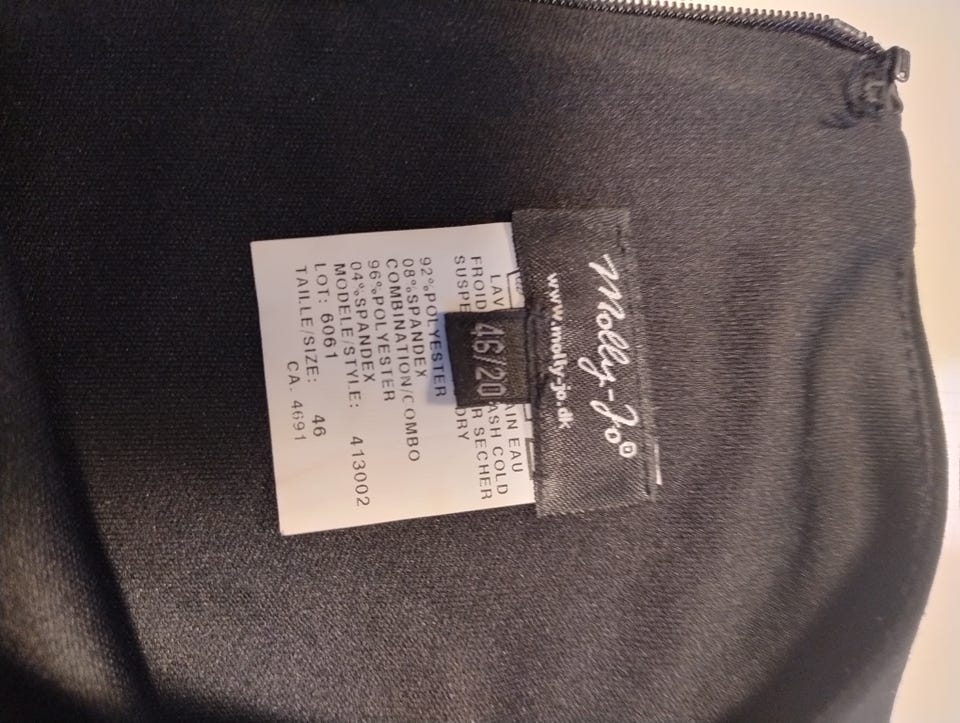 Molly-Jo
www.molly-jo.dk
46/20
LAV AIN EAU
FROID ASH COLD
SUSPE R SECHER
DRY
92%POLYESTER
08%SPANDEX
COMBINATION/COMBO
96%POLYESTER
04%SPANDEX
MODELE/STYLE: 413002
LOT: 6061
TAILLE/SIZE: 46
CA. 4691